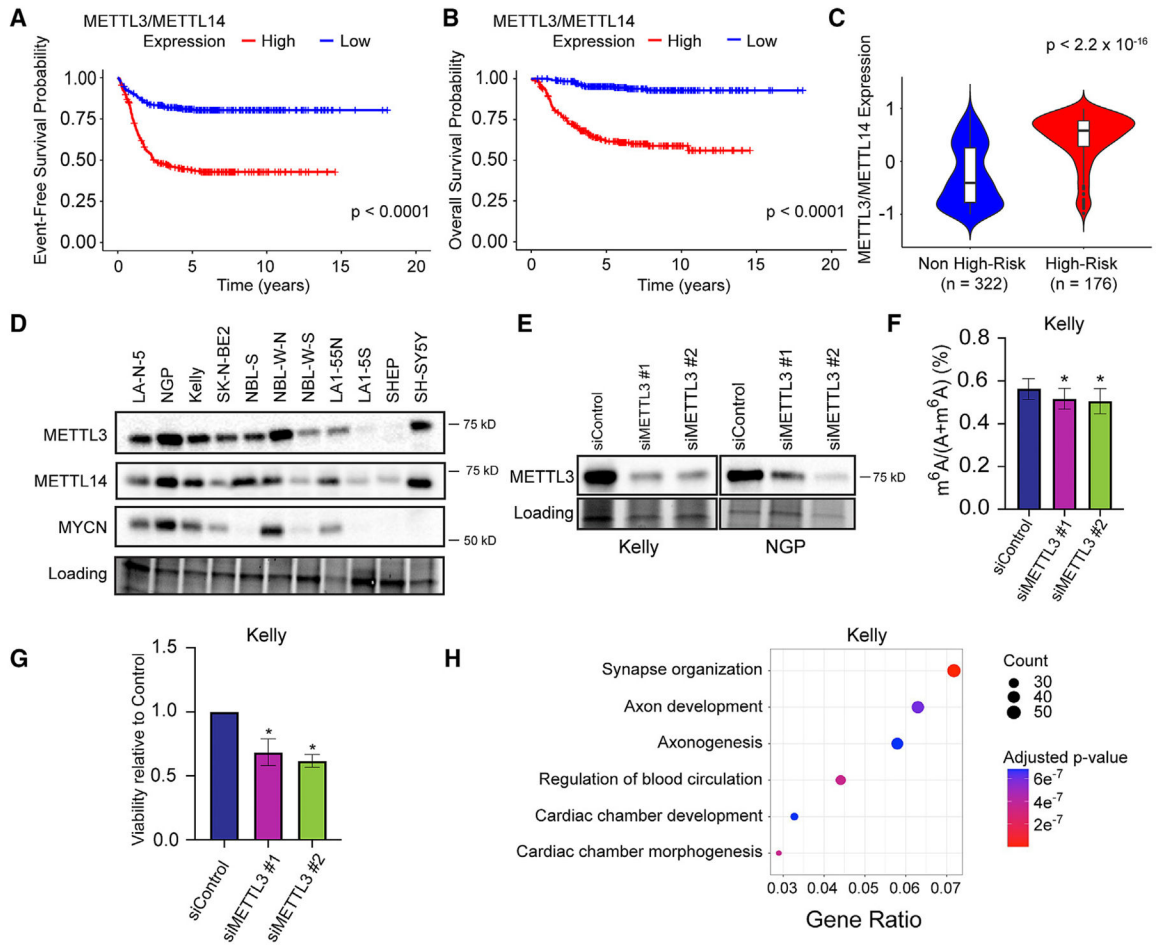 A
METTL3/METTL14
Expression High Low
Event-Free Survival Probability
1.00
0.75
0.50
0.25
0.00
p < 0.0001
0 5 10 15 20
Time (years)
B
METTL3/METTL14
Expression High Low
Overall Survival Probability
1.00
0.75
0.50
0.25
0.00
p < 0.0001
0 5 10 15 20
Time (years)
C
p < 2.2 x 10-16
METTL3/METTL14 Expression
1
0
-1
Non High-Risk High-Risk
(n = 322) (n = 176)
D
LA-N-5
NGP
Kelly
SK-N-BE2
NBL-S
NBL-W-N
NBL-W-S
LA1-55N
LA1-5S
SHEP
SH-SY5Y
METTL3
75 kD
METTL14
75 kD
MYCN
50 kD
Loading
E
siControl
siMETTL3 #1
siMETTL3 #2
siControl
siMETTL3 #1
siMETTL3 #2
METTL3
75 kD
Loading
Kelly NGP
F
Kelly
m6A/(A+m6A) (%)
0.8
0.6
0.4
0.2
0.0
* *
siControl
siMETTL3 #1
siMETTL3 #2
G
Kelly
Viability relative to Control
1.5
1.0
0.5
0.0
* *
siControl
siMETTL3 #1
siMETTL3 #2
H
Kelly
Synapse organization
Axon development
Axonogenesis
Regulation of blood circulation
Cardiac chamber development
Cardiac chamber morphogenesis
0.03 0.04 0.05 0.06 0.07
Gene Ratio
Count
30
40
50
Adjusted p-value
6e-7
4e-7
2e-7